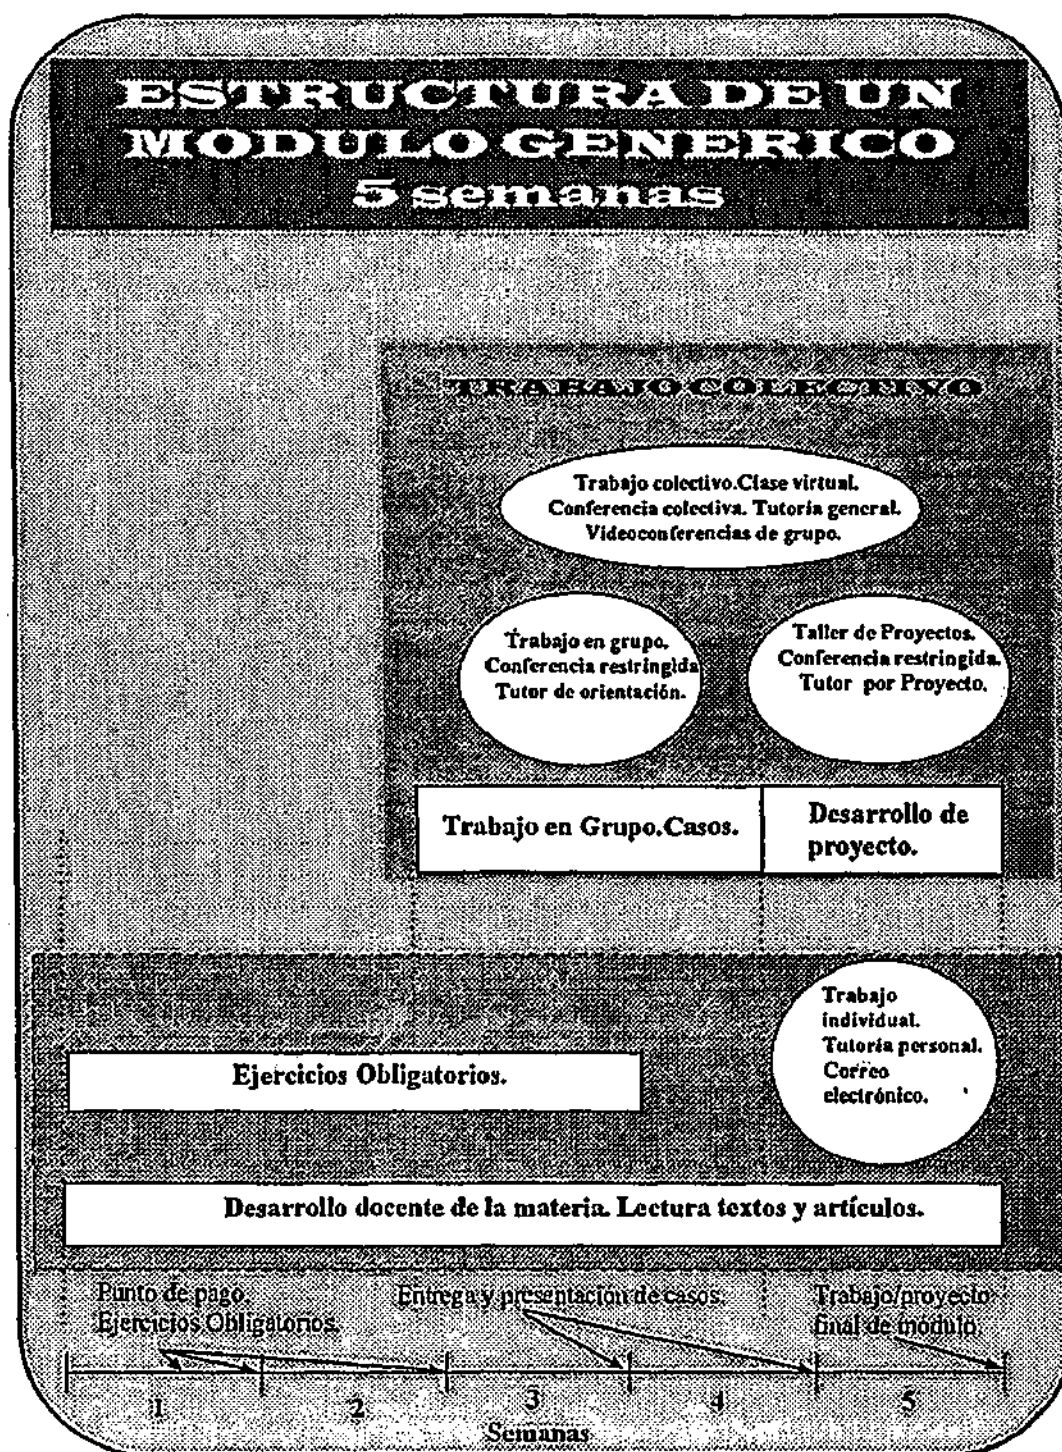 ESTRUCTURA DE UN
MODULO GENERICO
5 semanas
TRABAJO COLECTIVO
Trabajo colectivo.Clase virtual.
Conferencia colectiva. Tutoría general.
Videoconferencias de grupo.
Trabajo en grupo.
Conferencia restringida
Tutor de orientación.
Taller de Proyectos.
Conferencia restringida.
Tutor por Proyecto.
Trabajo en Grupo.Casos.
Desarrollo de
proyecto.
Trabajo
individual.
Tutoría personal.
Correo
electrónico.
Ejercicios Obligatorios.
Desarrollo docente de la materia. Lectura textos y artículos.
Punto de pago.
Ejercicios Obligatorios.
Entrega y presentación de casos.
Trabajo/proyecto
final de módulo.
1 2 3 4 5
Semanas